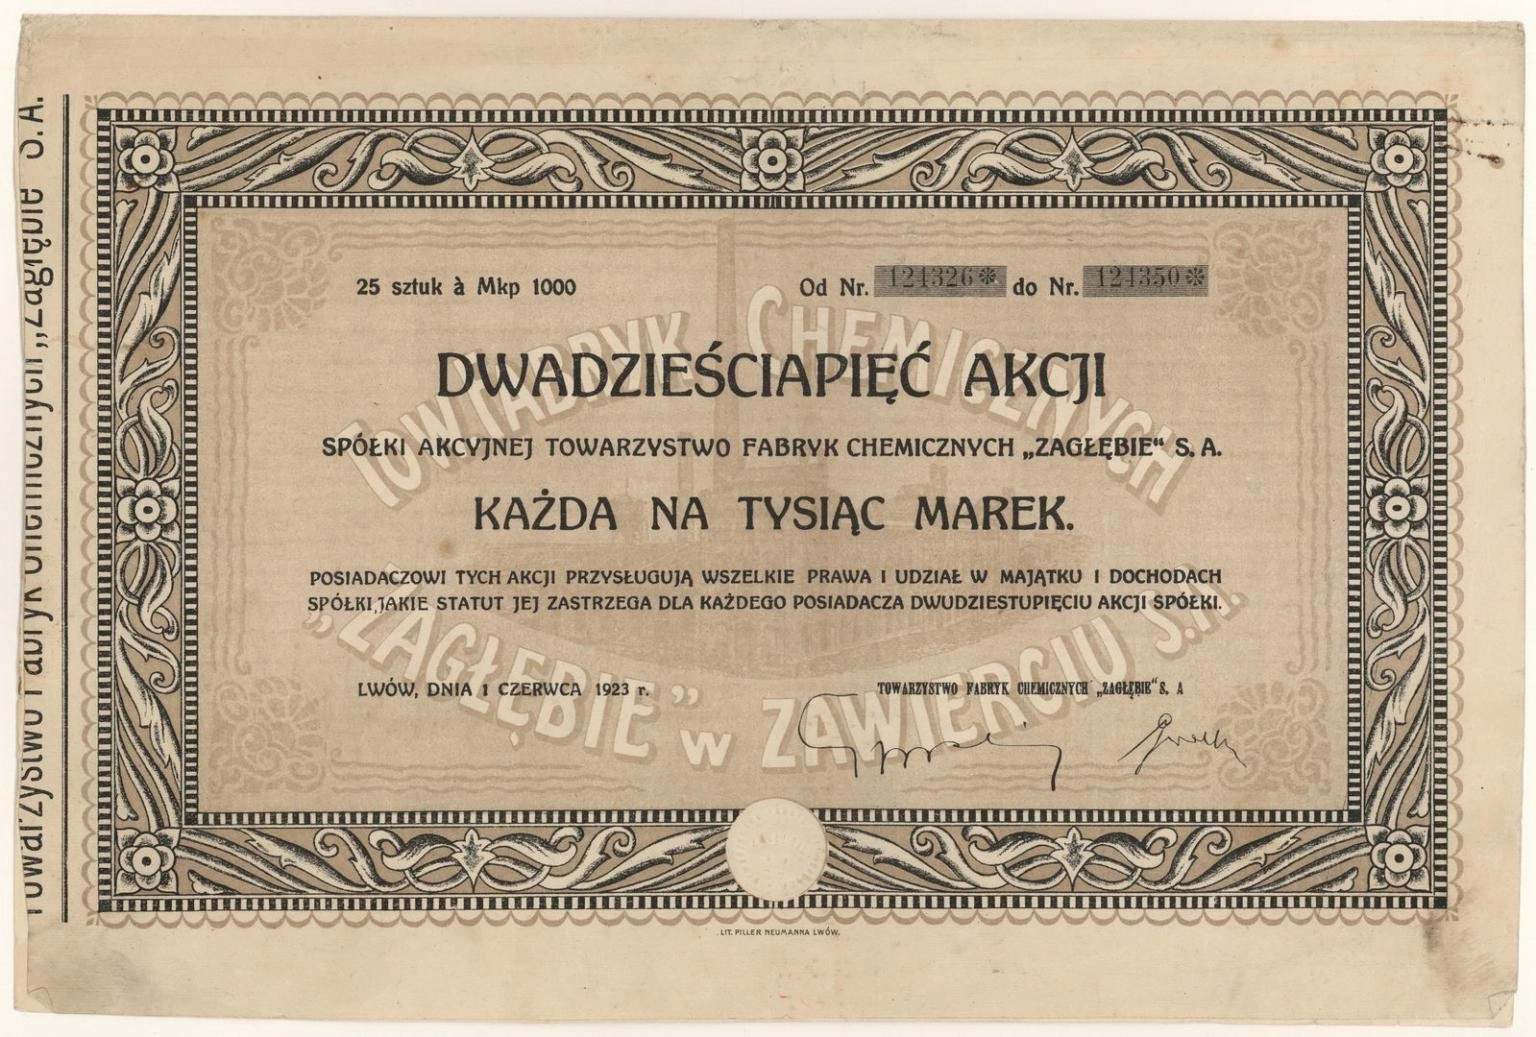 Towarzystwo Fabryk Chemicznych „Zagłębie S. A.
25 sztuk à Mkp 1000
Od Nr. 124326* do Nr. 124350*
DWADZIEŚCIAPIĘĆ AKCJI
SPÓŁKI AKCYJNEJ TOWARZYSTWO FABRYK CHEMICZNYCH „ZAGŁĘBIE“ S. A.
KAŻDA NA TYSIĄC MAREK.
POSIADACZOWI TYCH AKCJI PRZYSŁUGUJĄ WSZELKIE PRAWA I UDZIAŁ W MAJĄTKU I DOCHODACH
SPÓŁKI, JAKIE STATUT JEJ ZASTRZEGA DLA KAŻDEGO POSIADACZA DWUDZIESTUPIĘCIU AKCJI SPÓŁKI.
LWÓW, DNIA 1 CZERWCA 1923 r.
TOWARZYSTWO FABRYK CHEMICZNYCH „ZAGŁĘBIE“ S. A
TOW FABRYK CHEMICZNYCH
„ZAGŁĘBIE” w ZAWIERCIU S.A.
LIT. PILLER NEUMANNA LWÓW.